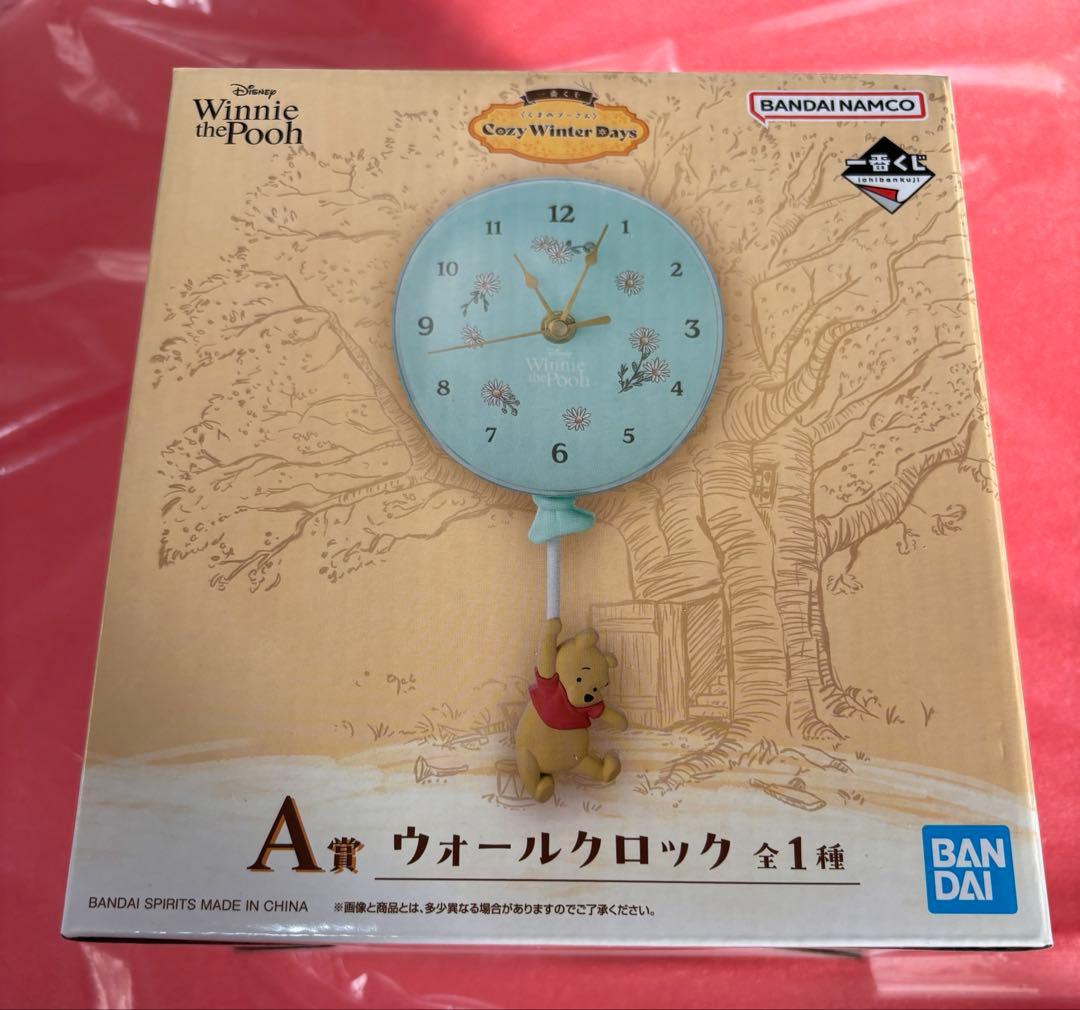 Disney
Winnie
the Pooh
一番くじ
くまのプーさん
Cozy Winter Days
BANDAI NAMCO
一番くじ
ichibankuji
12
11
1
10
2
9
3
8
4
7
5
6
Disney
Winnie
the Pooh
A賞 ウォールクロック 全1種
BANDAI SPIRITS MADE IN CHINA ※画像と商品とは、多少異なる場合がありますのでご了承ください。
BAN
DAI